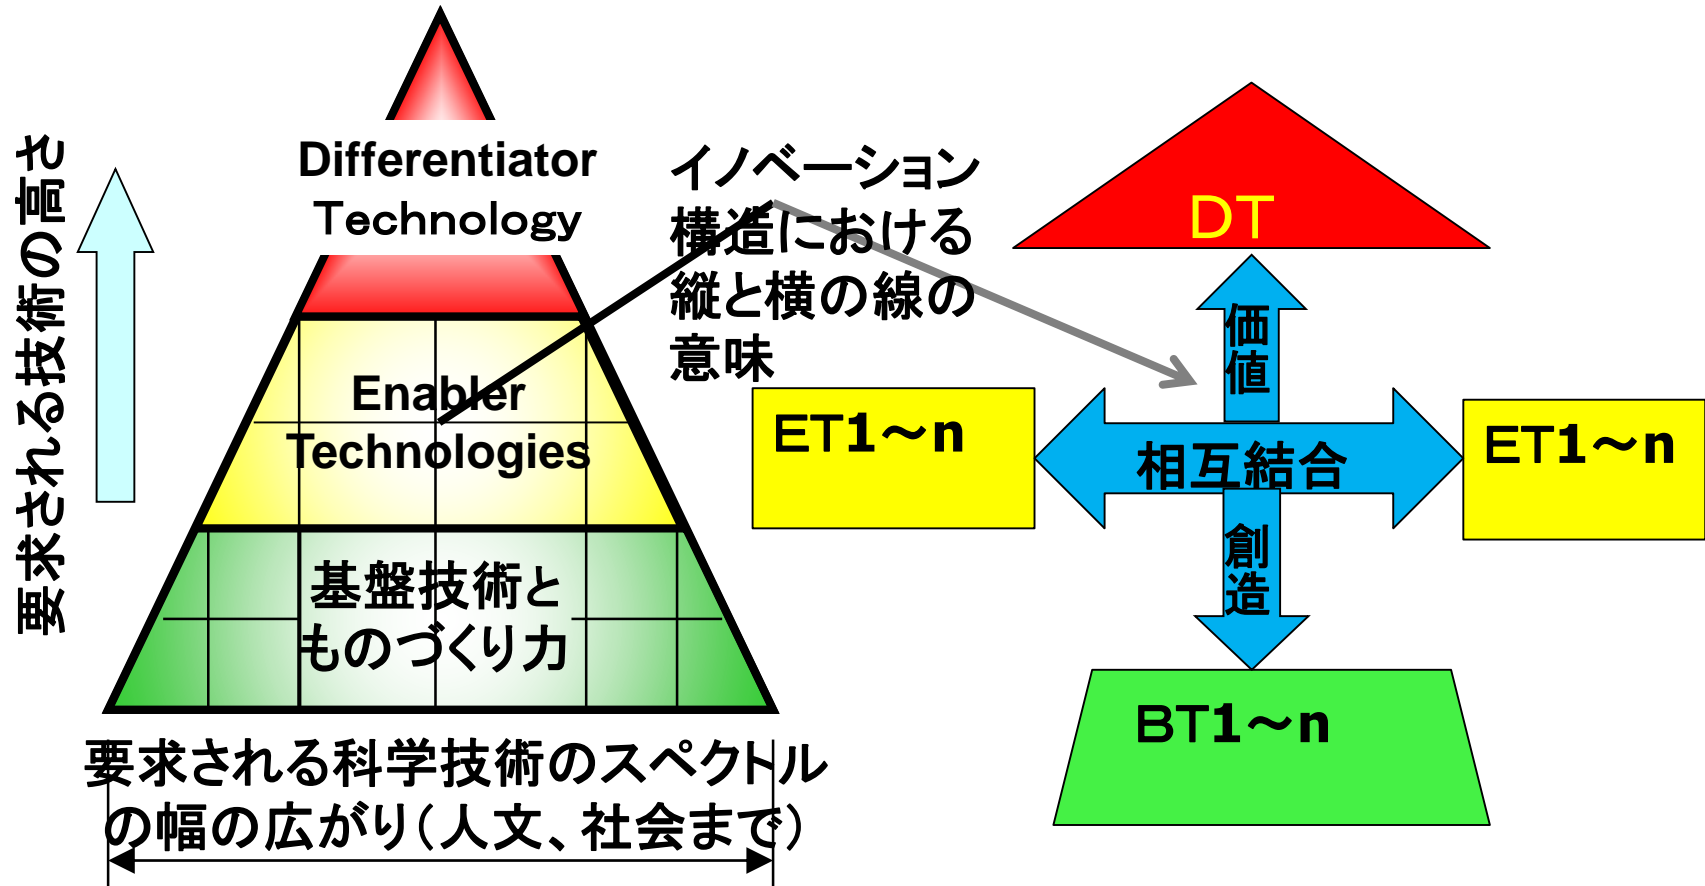 要求される技術の高さ
Differentiator
Technology
Enabler
Technologies
基盤技術と
ものづくり力
要求される科学技術のスペクトル
の幅の広がり（人文、社会まで）
イノベーション
構造における
縦と横の線の
意味
DT
価値
ET1～n
相互結合
ET1～n
創造
BT1～n